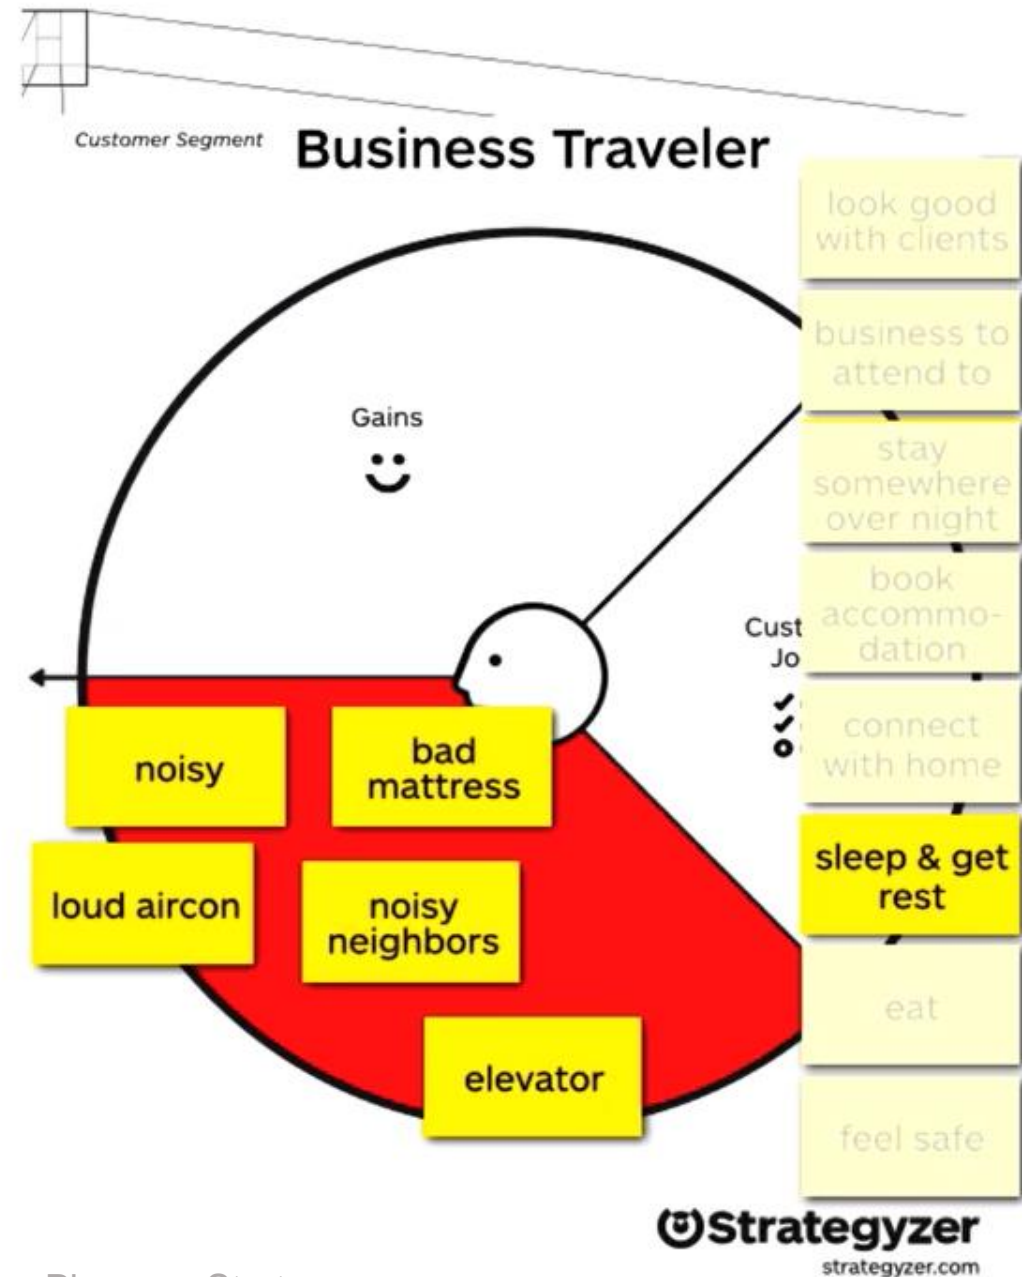 Customer Segment
Business Traveler
look good
with clients
business to
attend to
Gains
stay
somewhere
over night
book
accommo-
dation
Cust
Jo
connect
with home
noisy
bad
mattress
sleep & get
rest
loud aircon
noisy
neighbors
eat
elevator
feel safe
Strategyzer
strategyzer.com